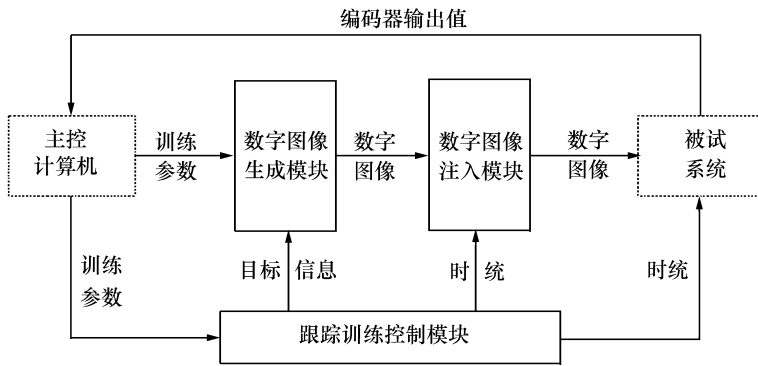 编码器输出值
主控
计算机
训练
参数
数字图像
生成模块
数字
图像
数字图像
注入模块
数字
图像
被试
系统
训练
参数
目标 信息
时 统
时统
跟踪训练控制模块